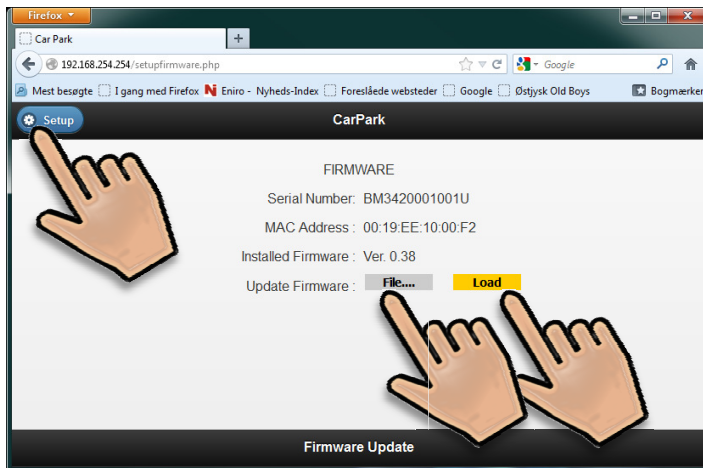 Firefox
Car Park
192.168.254.254/setupfirmware.php
Google
Mest besøgte I gang med Firefox Eniro - Nyheds-Index Foreslåede websteder Google Østjysk Old Boys Bogmærker
Setup
CarPark
FIRMWARE
Serial Number: BM3420001001U
MAC Address : 00:19:EE:10:00:F2
Installed Firmware : Ver. 0.38
Update Firmware : File.... Load
Firmware Update